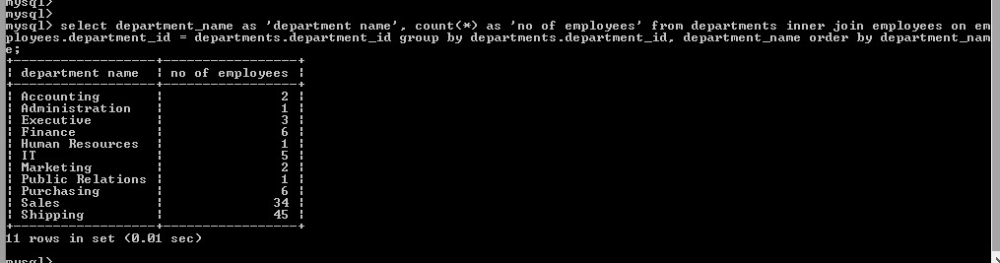 mysql>
mysql>
mysql> select department_name as 'department name', count(*) as 'no of employees' from departments inner join employees on em
ployees.department_id = departments.department_id group by departments.department_id, department_name order by department_nam
e;
+-------------------+------------------+
| department name | no of employees |
+-------------------+------------------+
| Accounting | 2 |
| Administration | 1 |
| Executive | 3 |
| Finance | 6 |
| Human Resources | 1 |
| IT | 5 |
| Marketing | 2 |
| Public Relations | 1 |
| Purchasing | 6 |
| Sales | 34 |
| Shipping | 45 |
+-------------------+------------------+
11 rows in set (0.01 sec)
mysql>